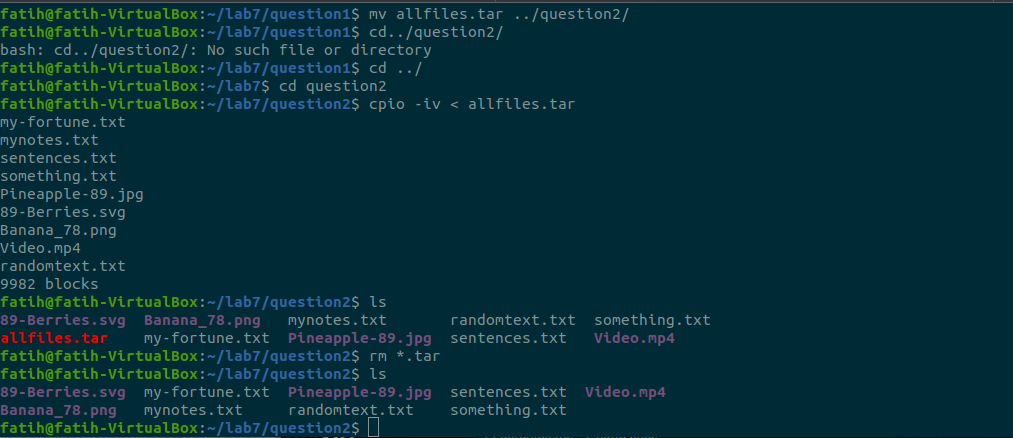 fatih@fatih-VirtualBox:~/lab7/question1$ mv allfiles.tar ../question2/
fatih@fatih-VirtualBox:~/lab7/question1$ cd../question2/
bash: cd../question2/: No such file or directory
fatih@fatih-VirtualBox:~/lab7/question1$ cd ../
fatih@fatih-VirtualBox:~/lab7$ cd question2
fatih@fatih-VirtualBox:~/lab7/question2$ cpio -iv < allfiles.tar
my-fortune.txt
mynotes.txt
sentences.txt
something.txt
Pineapple-89.jpg
89-Berries.svg
Banana_78.png
Video.mp4
randomtext.txt
9982 blocks
fatih@fatih-VirtualBox:~/lab7/question2$ ls
89-Berries.svg  Banana_78.png   mynotes.txt       randomtext.txt  something.txt
allfiles.tar    my-fortune.txt  Pineapple-89.jpg  sentences.txt   Video.mp4
fatih@fatih-VirtualBox:~/lab7/question2$ rm *.tar
fatih@fatih-VirtualBox:~/lab7/question2$ ls
89-Berries.svg  my-fortune.txt  Pineapple-89.jpg  sentences.txt  Video.mp4
Banana_78.png   mynotes.txt     randomtext.txt    something.txt
fatih@fatih-VirtualBox:~/lab7/question2$